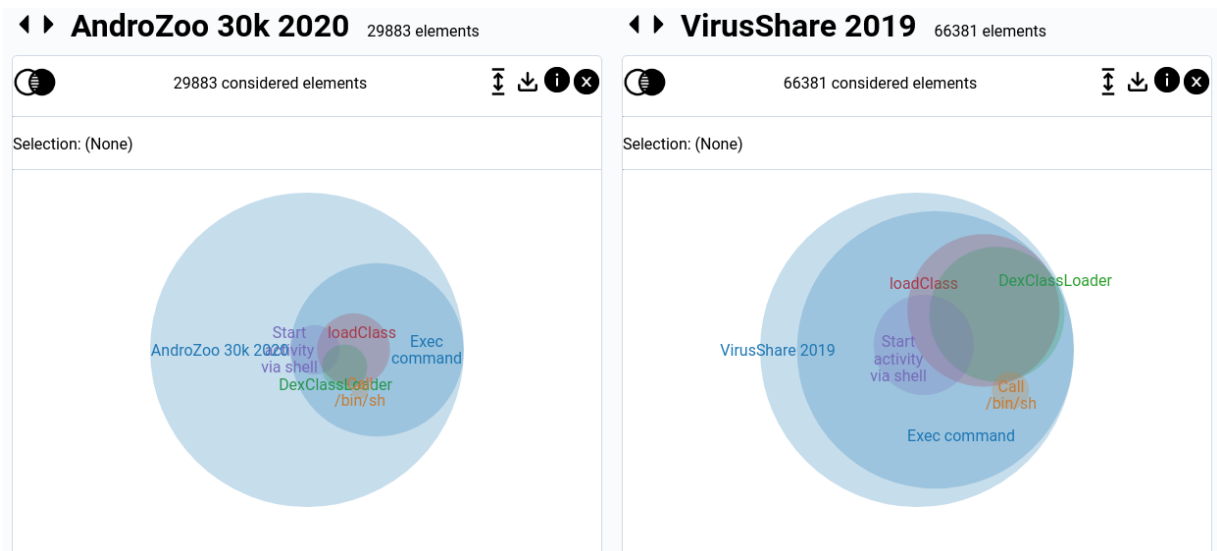 AndroZoo 30k 2020 29883 elements
29883 considered elements
Selection: (None)
Start
loadClass
AndroZoo 30k 2020
activity
Exec
command
via shell
DexClassLoader
Call
/bin/sh
VirusShare 2019 66381 elements
66381 considered elements
Selection: (None)
loadClass
DexClassLoader
VirusShare 2019
Start
activity
via shell
Call
/bin/sh
Exec command